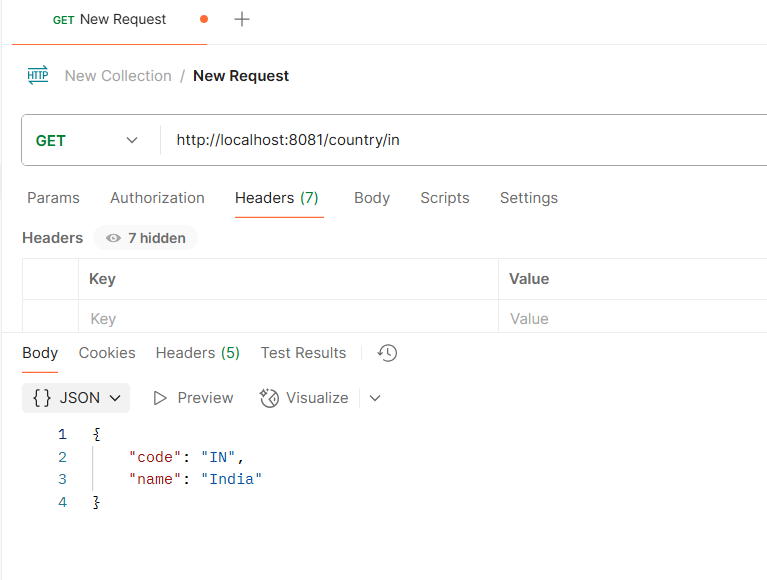 GET New Request
HTTP New Collection / New Request
GET http://localhost:8081/country/in
Params Authorization Headers (7) Body Scripts Settings
Headers 7 hidden
Key Value
Key Value
Body Cookies Headers (5) Test Results
{} JSON Preview Visualize
1 {
2 "code": "IN",
3 "name": "India"
4 }